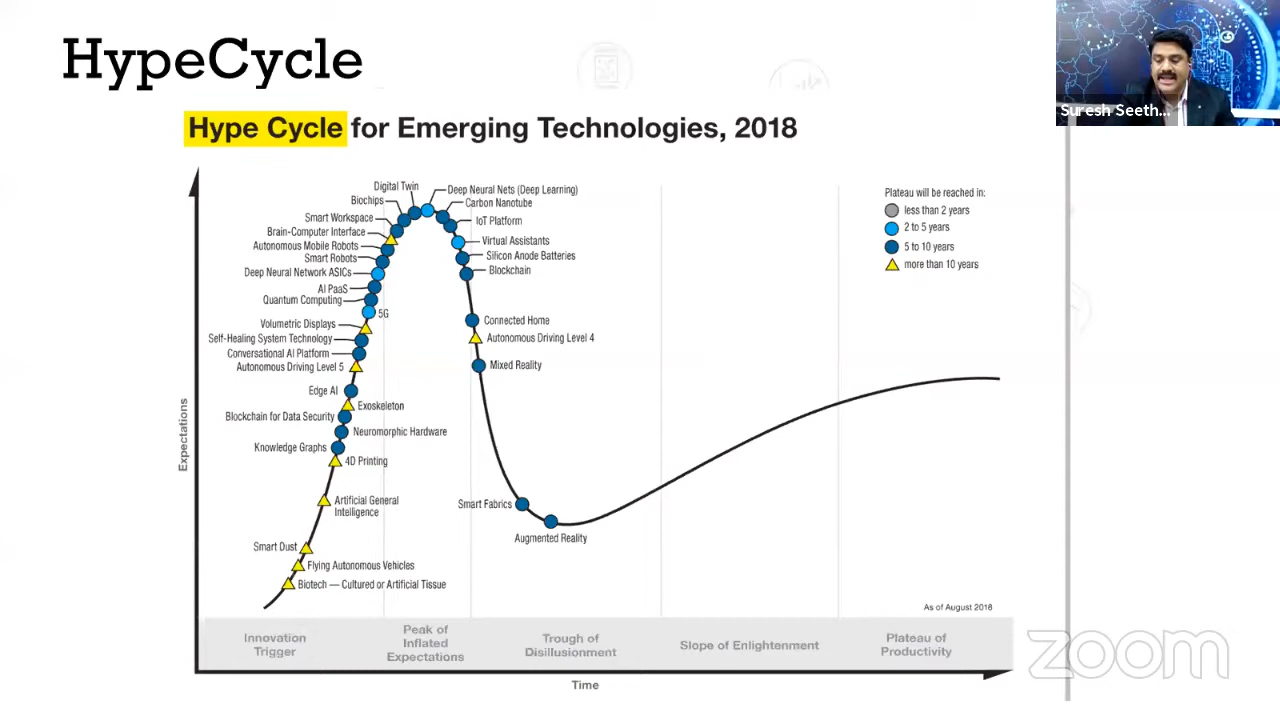 HypeCycle
Suresh Seeth...
Hype Cycle for Emerging Technologies, 2018
Plateau will be reached in:
less than 2 years
2 to 5 years
5 to 10 years
more than 10 years
Expectations
Digital Twin
Biochips
Smart Workspace
Brain-Computer Interface
Autonomous Mobile Robots
Smart Robots
Deep Neural Network ASICs
AI PaaS
Quantum Computing
5G
Volumetric Displays
Self-Healing System Technology
Conversational AI Platform
Autonomous Driving Level 5
Edge AI
Exoskeleton
Blockchain for Data Security
Neuromorphic Hardware
Knowledge Graphs
4D Printing
Artificial General
Intelligence
Smart Dust
Flying Autonomous Vehicles
Biotech — Cultured or Artificial Tissue
Deep Neural Nets (Deep Learning)
Carbon Nanotube
IoT Platform
Virtual Assistants
Silicon Anode Batteries
Blockchain
Connected Home
Autonomous Driving Level 4
Mixed Reality
Smart Fabrics
Augmented Reality
As of August 2018
Innovation
Trigger
Peak of
Inflated
Expectations
Trough of
Disillusionment
Slope of Enlightenment
Plateau of
Productivity
Time
zoom